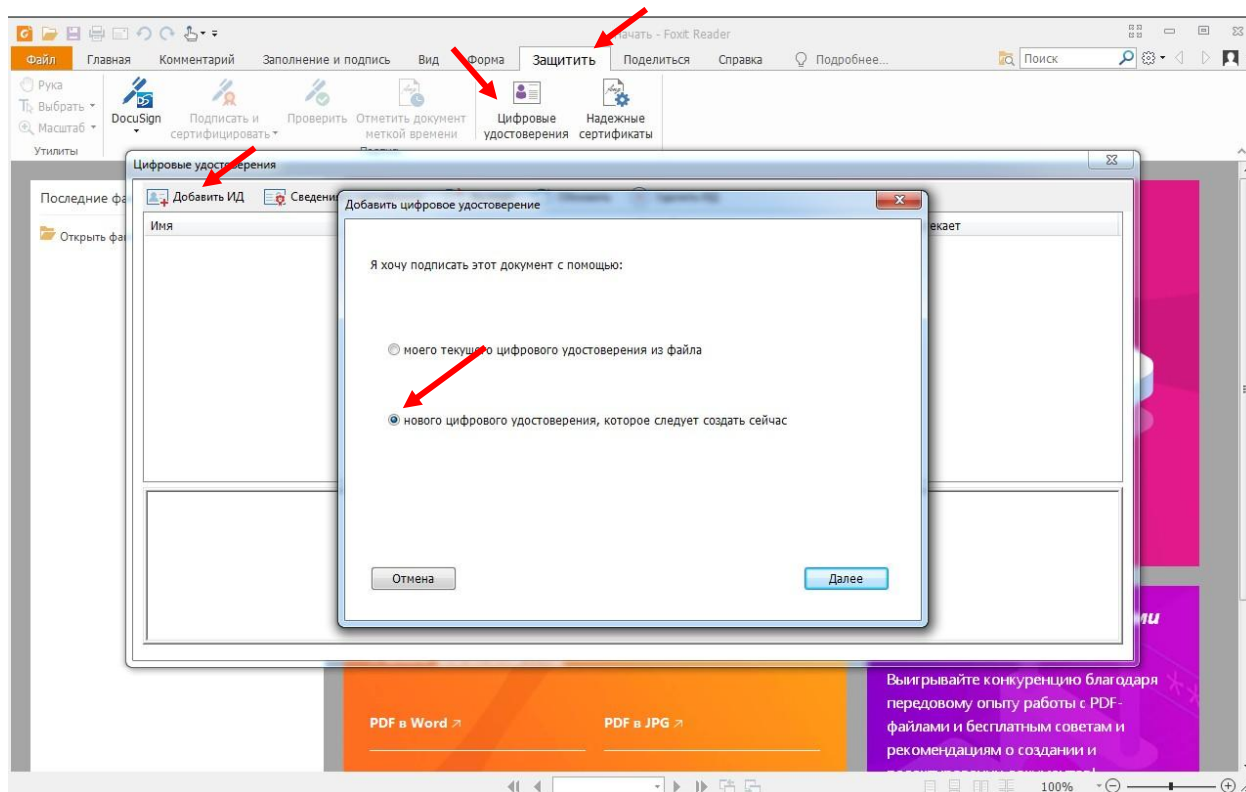 Начать - Foxit Reader
Файл Главная Комментарий Заполнение и подпись Вид Форма Защитить Поделиться Справка Подробнее... Поиск
Рука
Выбрать
Масштаб
DocuSign
Подписать и
сертифицировать
Проверить
Отметить документ
меткой времени
Цифровые
удостоверения
Надежные
сертификаты
Утилиты
Цифровые удостоверения
Последние фа
Открыть фа
Добавить ИД
Имя
екает
Добавить цифровое удостоверение
Я хочу подписать этот документ с помощью:
моего текущего цифрового удостоверения из файла
нового цифрового удостоверения, которое следует создать сейчас
Отмена Далее
PDF в Word PDF в JPG
Выигрывайте конкуренцию благодаря
передовому опыту работы с PDF-
файлами и бесплатным советам и
рекомендациям о создании и
100%